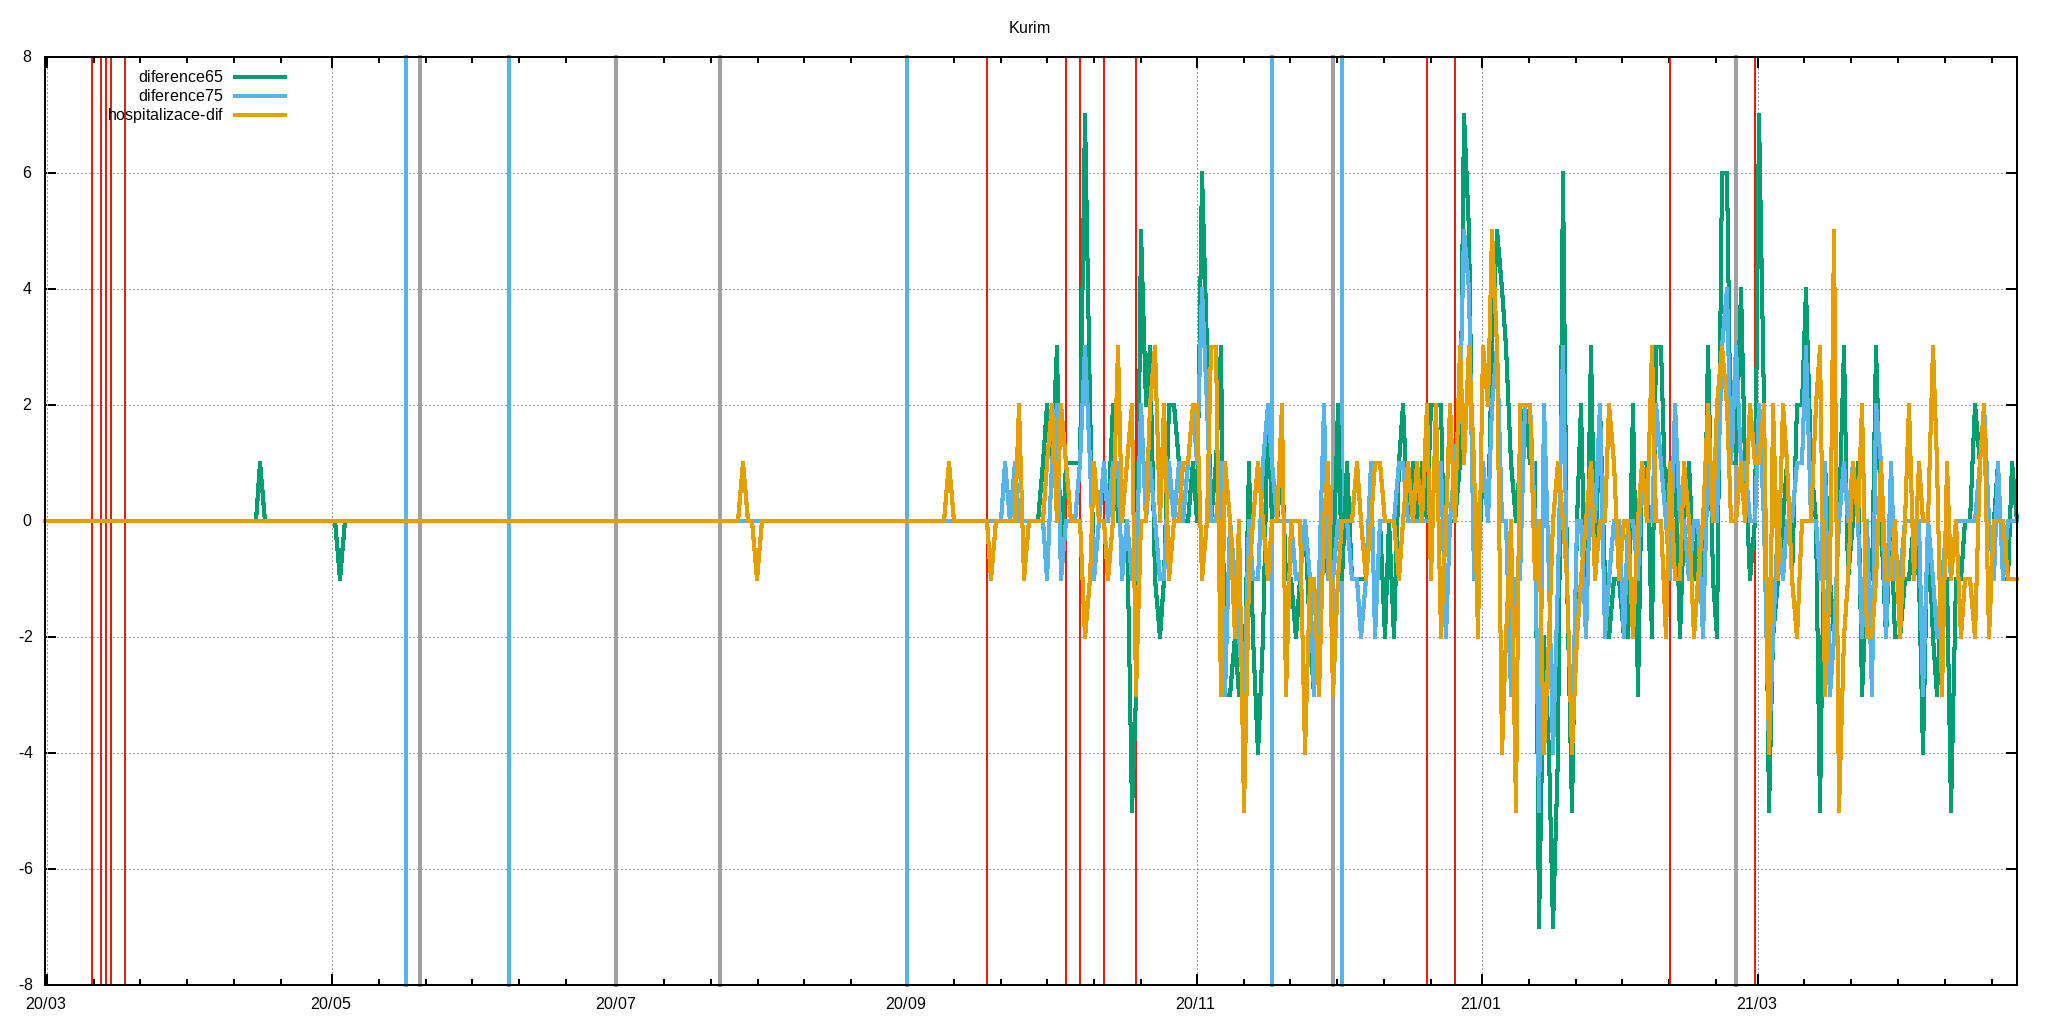 Kurim
diference65
diference75
hospitalizace-dif
8
6
4
2
0
-2
-4
-6
-8
20/03 20/05 20/07 20/09 20/11 21/01 21/03